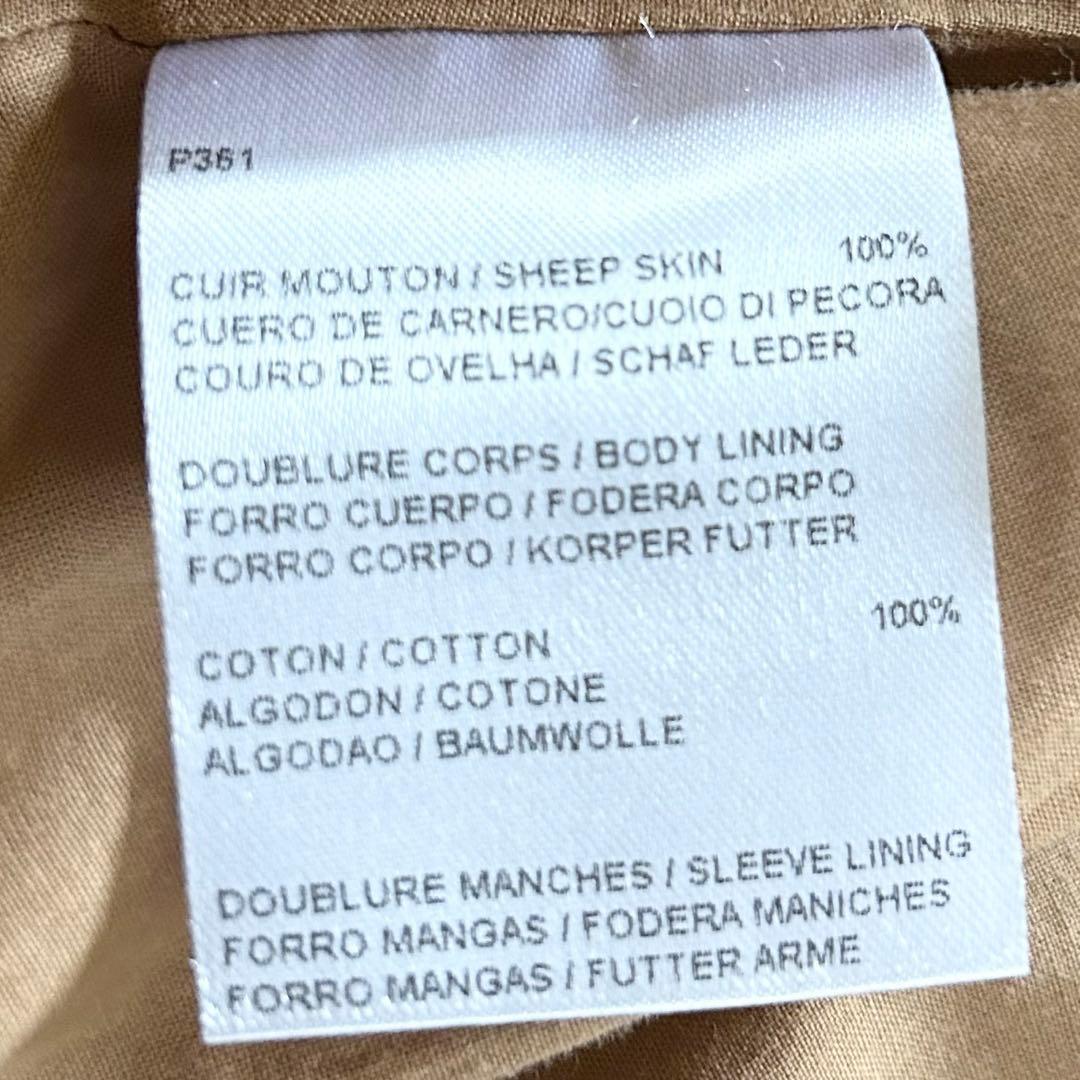 P361
CUIR MOUTON / SHEEP SKIN 100%
CUERO DE CARNERO/CUOIO DI PECORA
COURO DE OVELHA / SCHAF LEDER
DOUBLURE CORPS / BODY LINING
FORRO CUERPO / FODERA CORPO
FORRO CORPO / KORPER FUTTER
COTON / COTTON 100%
ALGODON / COTONE
ALGODAO / BAUMWOLLE
DOUBLURE MANCHES / SLEEVE LINING
FORRO MANGAS / FODERA MANICHES
FORRO MANGAS / FUTTER ARME